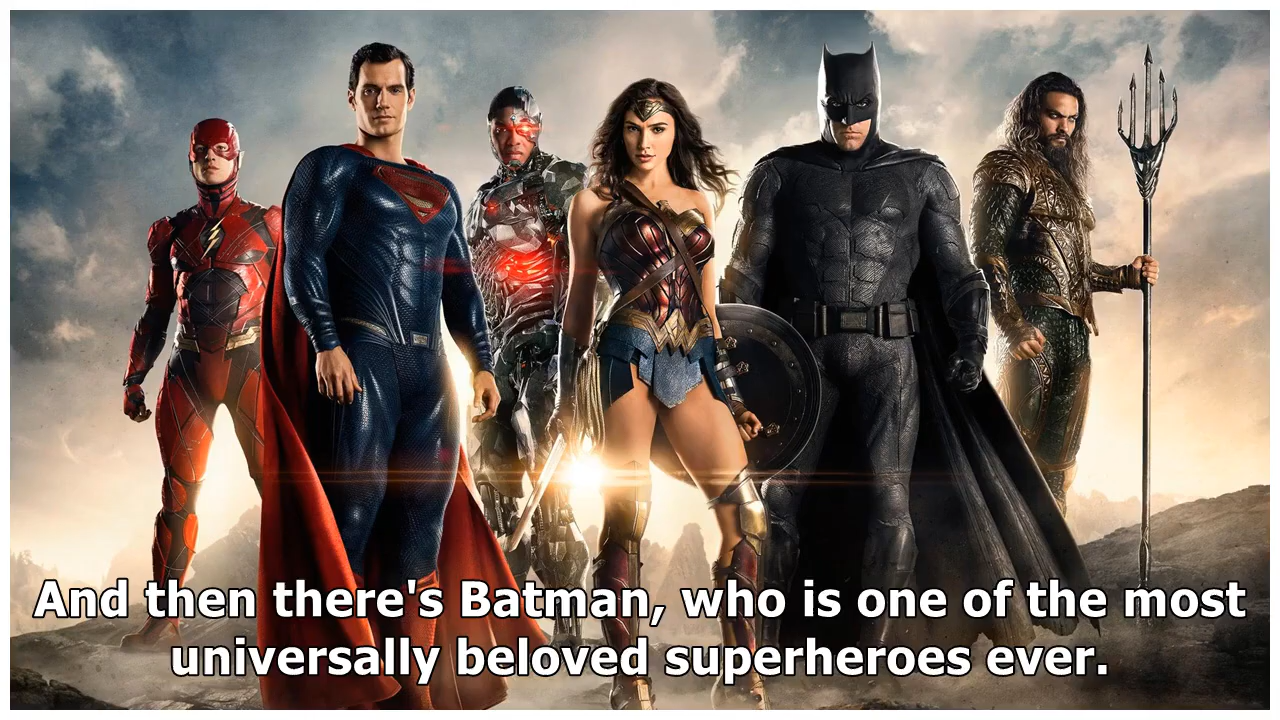 And then there's Batman, who is one of the most
universally beloved superheroes ever.